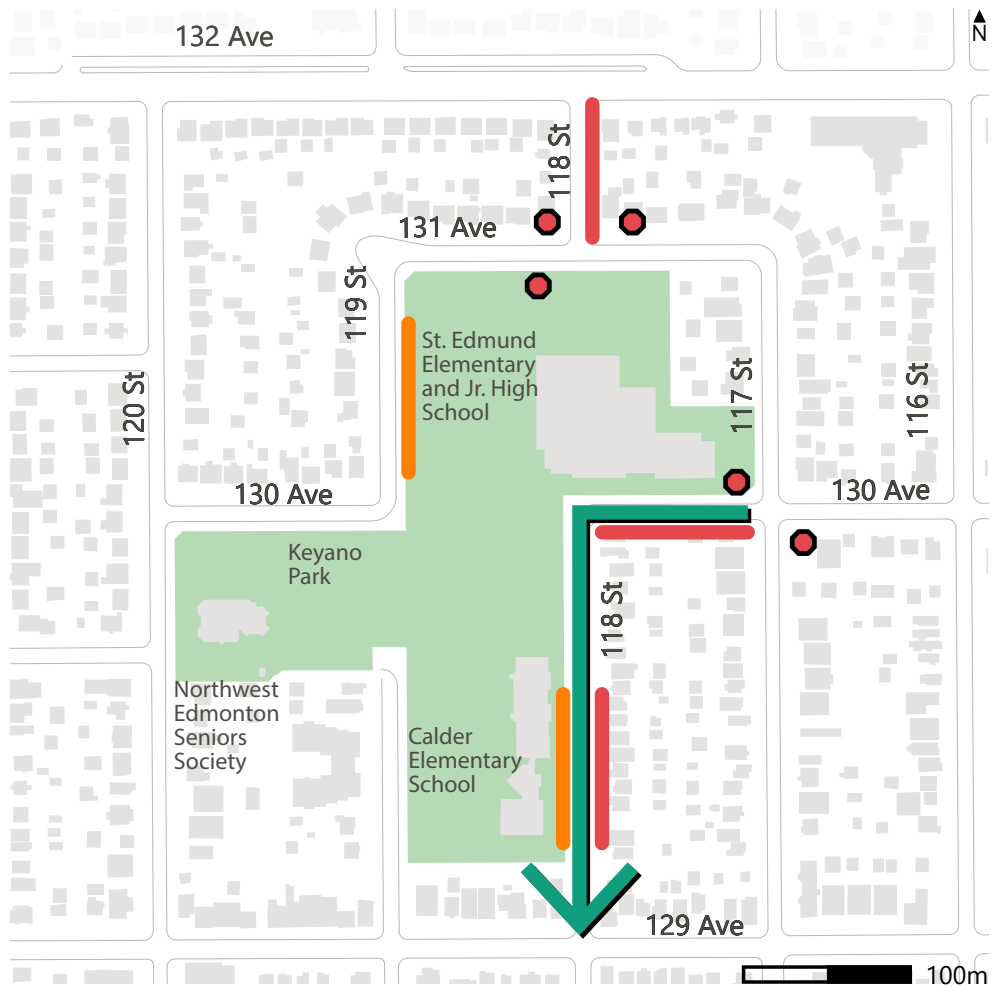 132 Ave
N
118 St
131 Ave
119 St
St. Edmund
Elementary
and Jr. High
School
120 St
117 St
116 St
130 Ave
130 Ave
Keyano
Park
118 St
Northwest
Edmonton
Seniors
Society
Calder
Elementary
School
129 Ave
100m